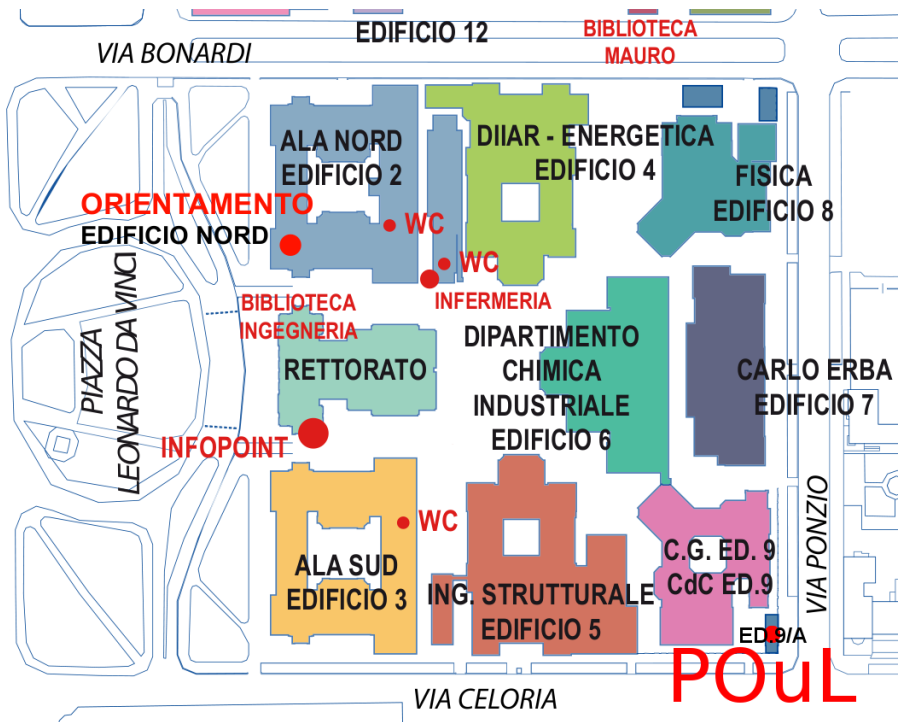 EDIFICIO 12
BIBLIOTECA
MAURO
VIA BONARDI
ALA NORD
EDIFICIO 2
DIIAR - ENERGETICA
EDIFICIO 4
FISICA
EDIFICIO 8
ORIENTAMENTO
EDIFICIO NORD
WC
WC
INFERMERIA
BIBLIOTECA
INGEGNERIA
PIAZZA
LEONARDO DA VINCI
RETTORATO
DIPARTIMENTO
CHIMICA
INDUSTRIALE
EDIFICIO 6
CARLO ERBA
EDIFICIO 7
INFOPOINT
WC
ALA SUD
EDIFICIO 3
ING. STRUTTURALE
EDIFICIO 5
C.G. ED. 9
CdC ED.9
VIA PONZIO
ED.9/A
POuL
VIA CELORIA